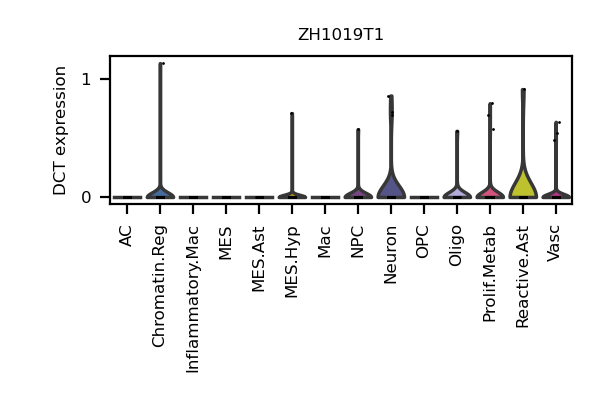 ZH1019T1
DCT expression
1
0
AC
Chromatin.Reg
Inflammatory.Mac
MES
MES.Ast
MES.Hyp
Mac
NPC
Neuron
OPC
Oligo
Prolif.Metab
Reactive.Ast
Vasc